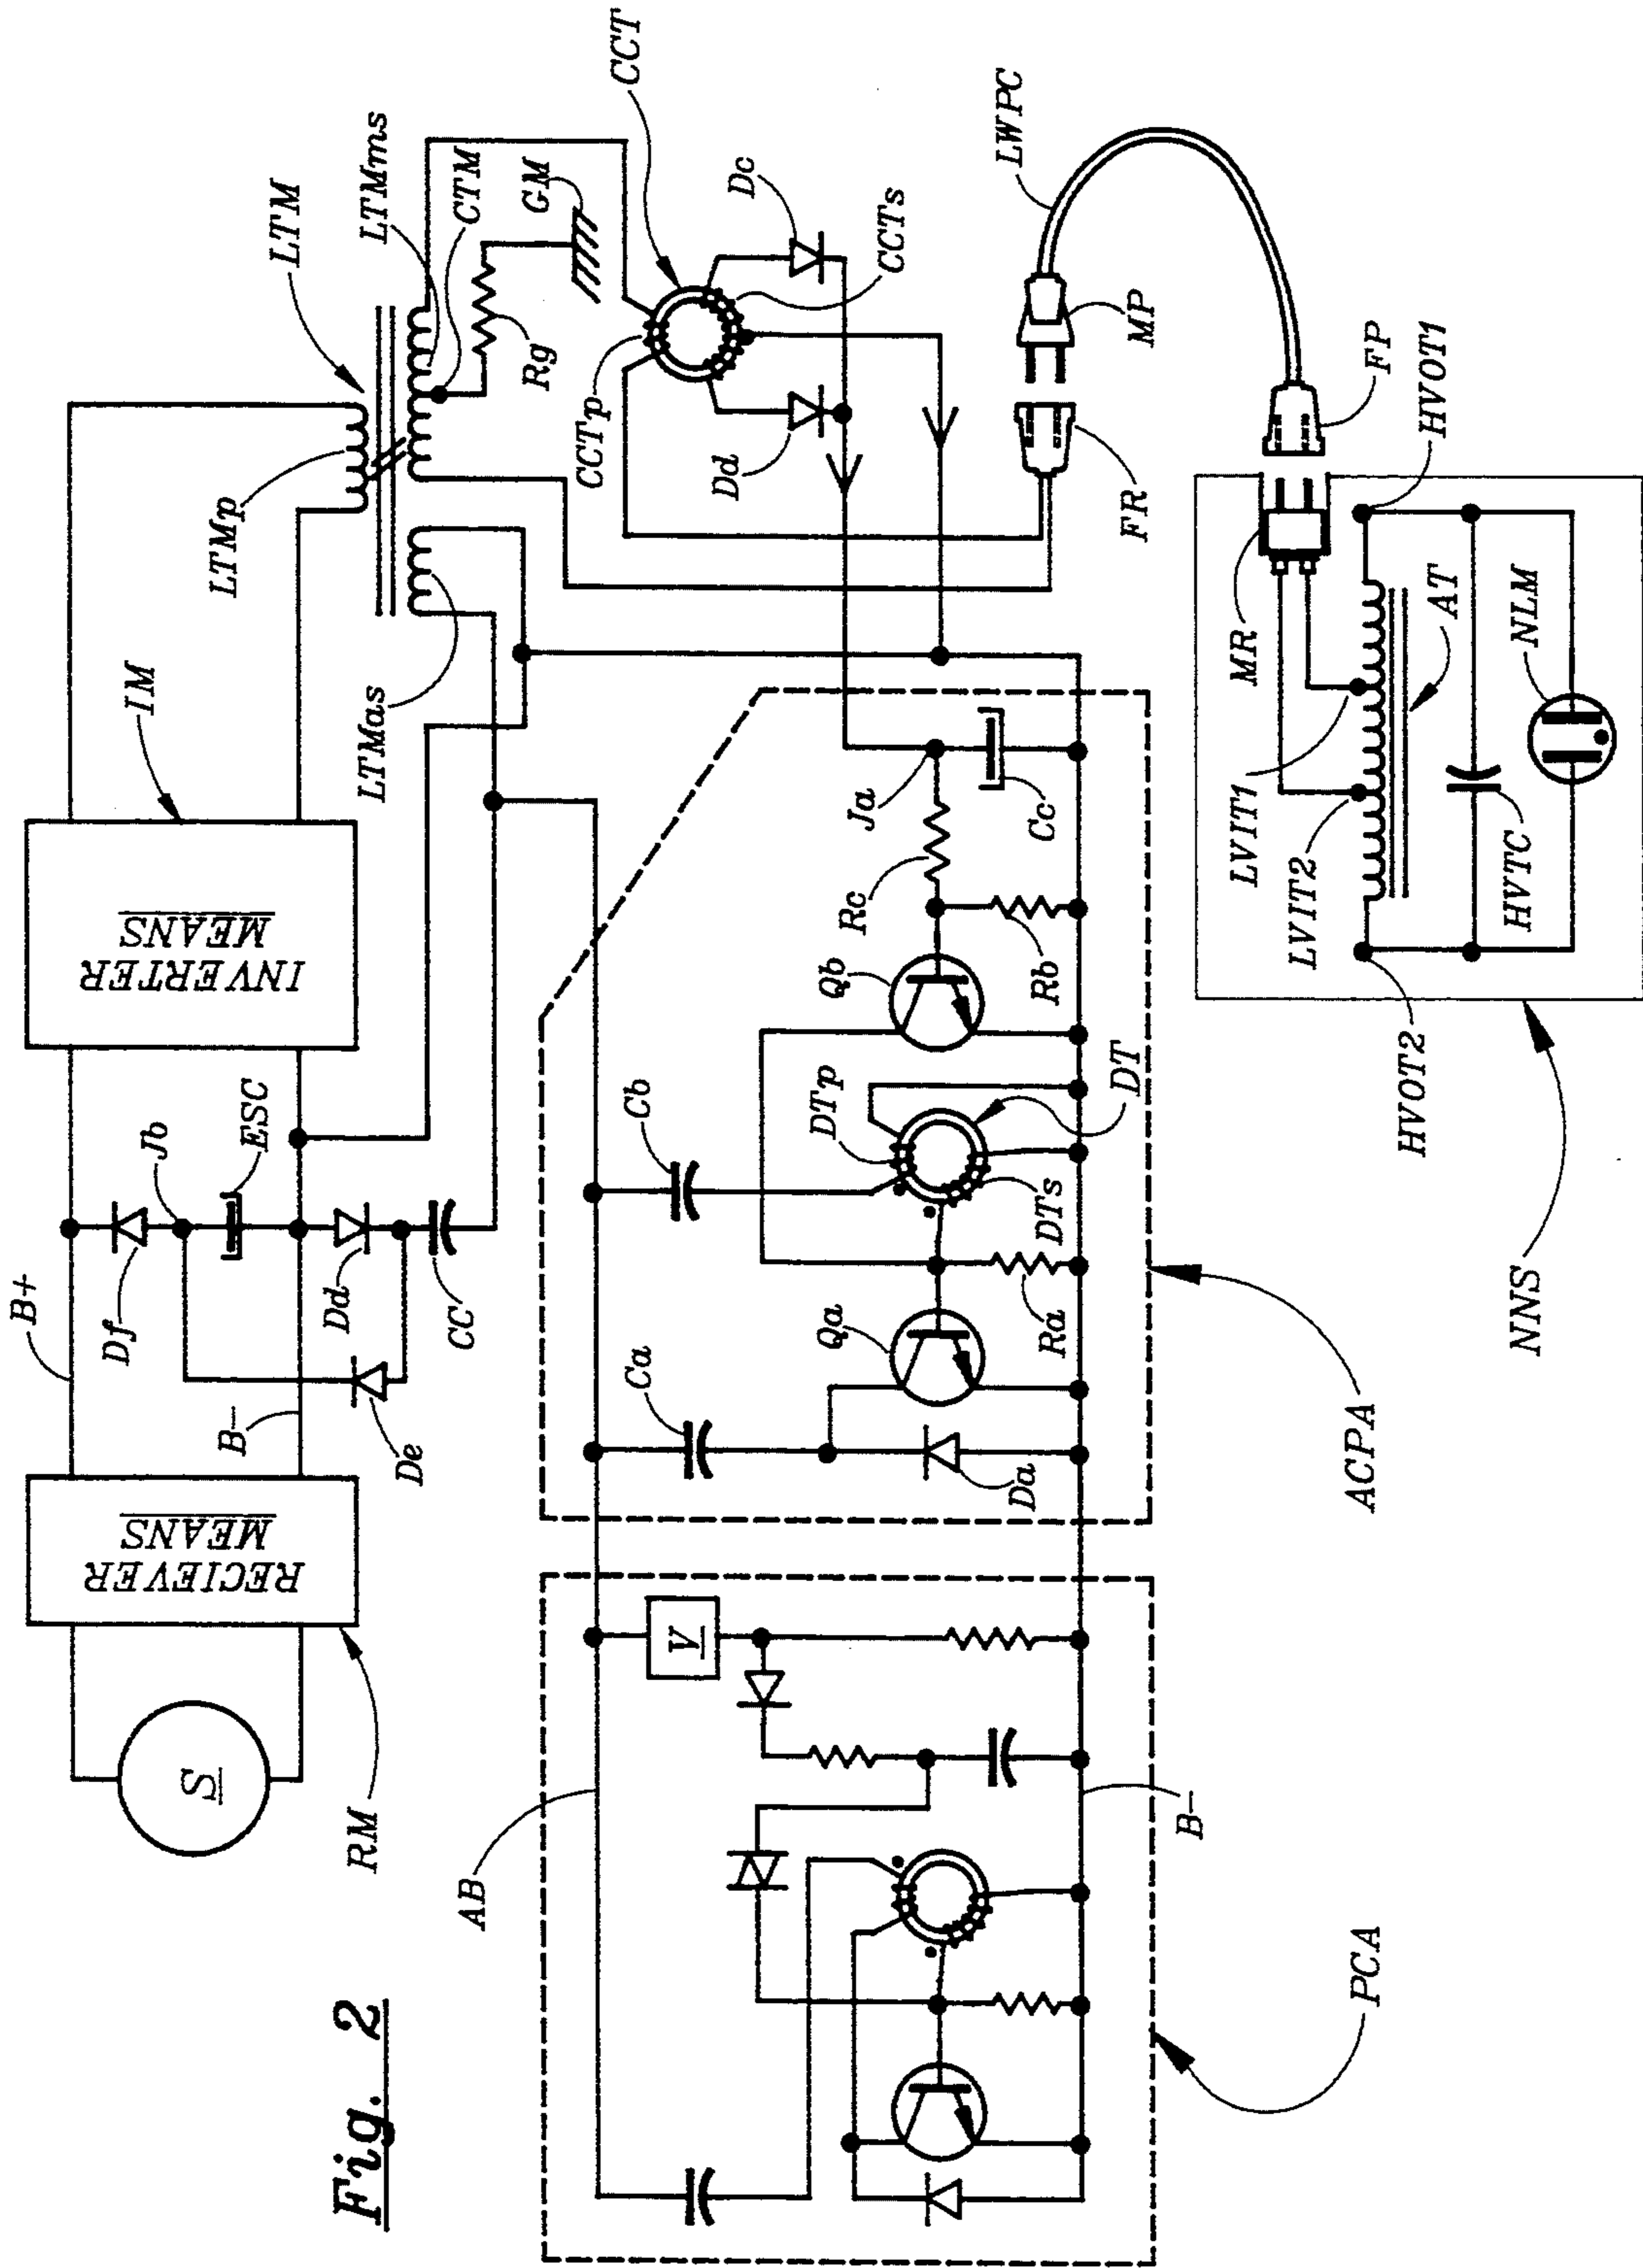 Fig. 2
S
RECIEVER
MEANS
RM
B+
B-
Df
Jb
ESC
Dd
De
CC
INVERTER
MEANS
IM
LTMp
LTM
LTMms
CTM
LTMas
Rg
GM
CCT
CCTp
CCTs
Dc
Dd
AB
V
B-
PCA
Ca
Cb
Qa
Da
Ra
DTp
DTs
DT
Qb
Rb
Rc
Ja
Cc
ACPA
FR
MP
LWPC
FP
MR
HVOT1
HVOT2
LVIT1
LVIT2
AT
HVTC
NLM
NNS